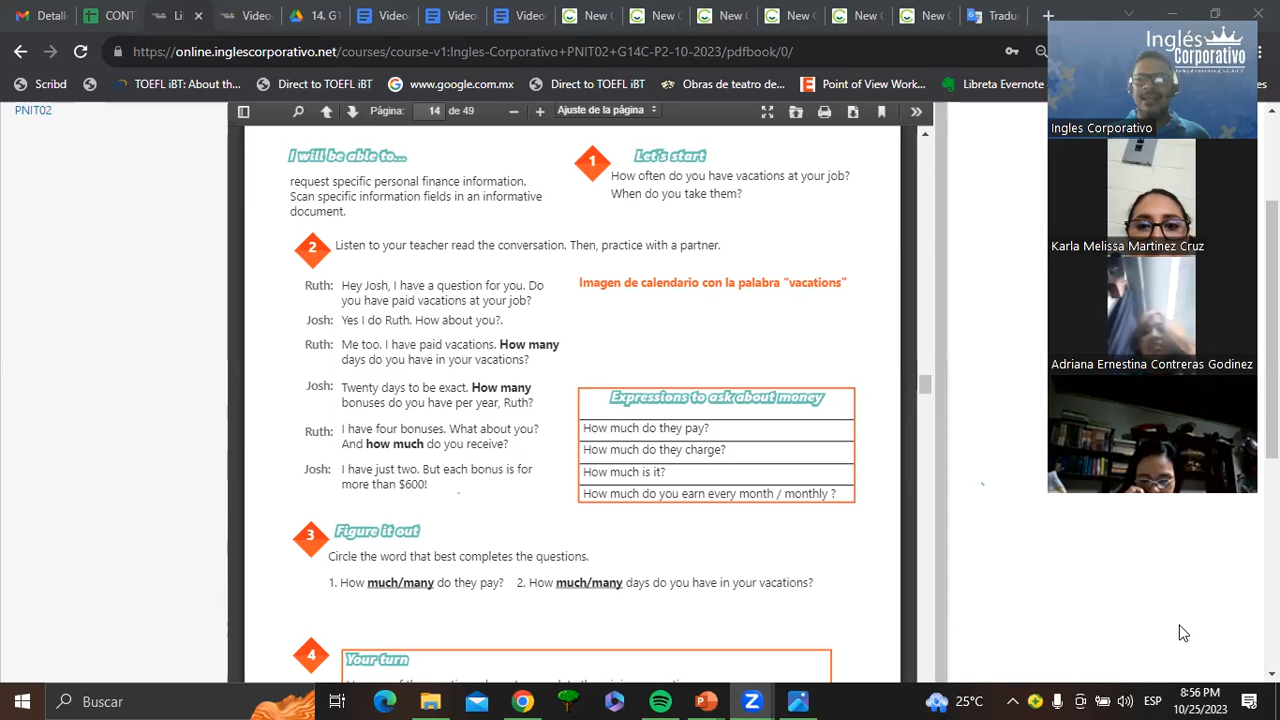 Labor
CONT
Li
Video
14. G1
Video
Video
Video
New C
New C
New C
New C
New C
New C
Tradu
https://online.inglescorporativo.net/courses/course-v1:Ingles-Corporativo+PNIT02+G14C-P2-10-2023/pdfbook/0/
Scribd
TOEFL iBT: About the...
Direct to TOEFL iBT
www.google.com.mx
Direct to TOEFL iBT
Obras de teatro de...
Point of View Work...
Libreta Evernote
PNIT02
Página:
14
de 49
Ajuste de la página
I will be able to...
request specific personal finance information.
Scan specific information fields in an informative
document.
1
Let's start
How often do you have vacations at your job?
When do you take them?
2
Listen to your teacher read the conversation. Then, practice with a partner.
Ruth: Hey Josh, I have a question for you. Do
you have paid vacations at your job?
Josh: Yes I do Ruth. How about you?.
Ruth: Me too. I have paid vacations. How many
days do you have in your vacations?
Josh: Twenty days to be exact. How many
bonuses do you have per year, Ruth?
Ruth: I have four bonuses. What about you?
And how much do you receive?
Josh: I have just two. But each bonus is for
more than $600!
Imagen de calendario con la palabra “vacations”
Expressions to ask about money
How much do they pay?
How much do they charge?
How much is it?
How much do you earn every month / monthly ?
3
Figure it out
Circle the word that best completes the questions.
1. How much/many do they pay? 2. How much/many days do you have in your vacations?
4
Your turn
Inglés
Corporativo
Ingles Corporativo
Karla Melissa Martinez Cruz
Adriana Ernestina Contreras Godinez
Buscar
25°C
ESP
8:56 PM
10/25/2023